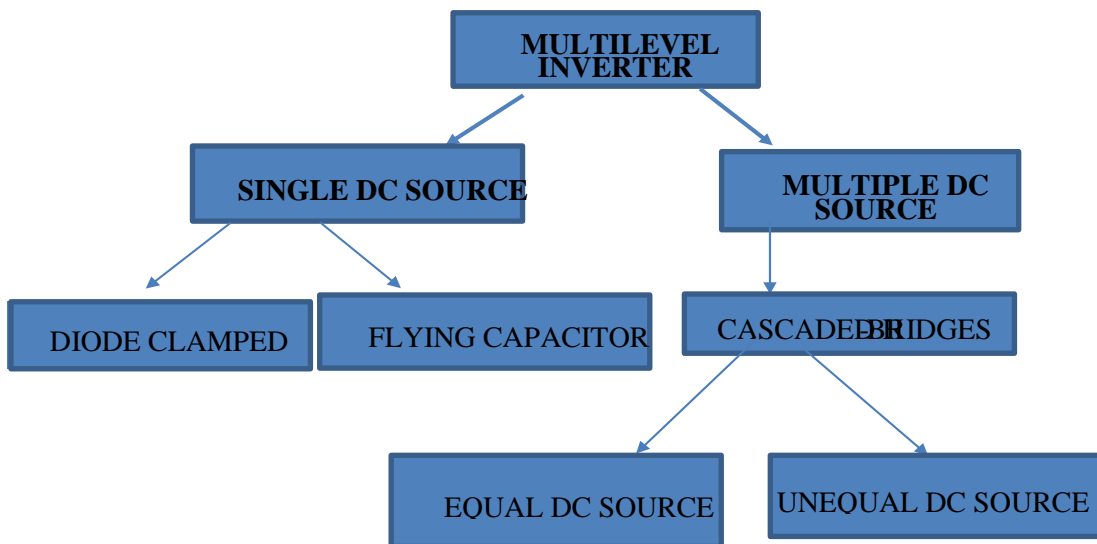 MULTILEVEL
INVERTER
SINGLE DC SOURCE
MULTIPLE DC
SOURCE
DIODE CLAMPED
FLYING CAPACITOR
CASCADED-BRIDGES
EQUAL DC SOURCE
UNEQUAL DC SOURCE